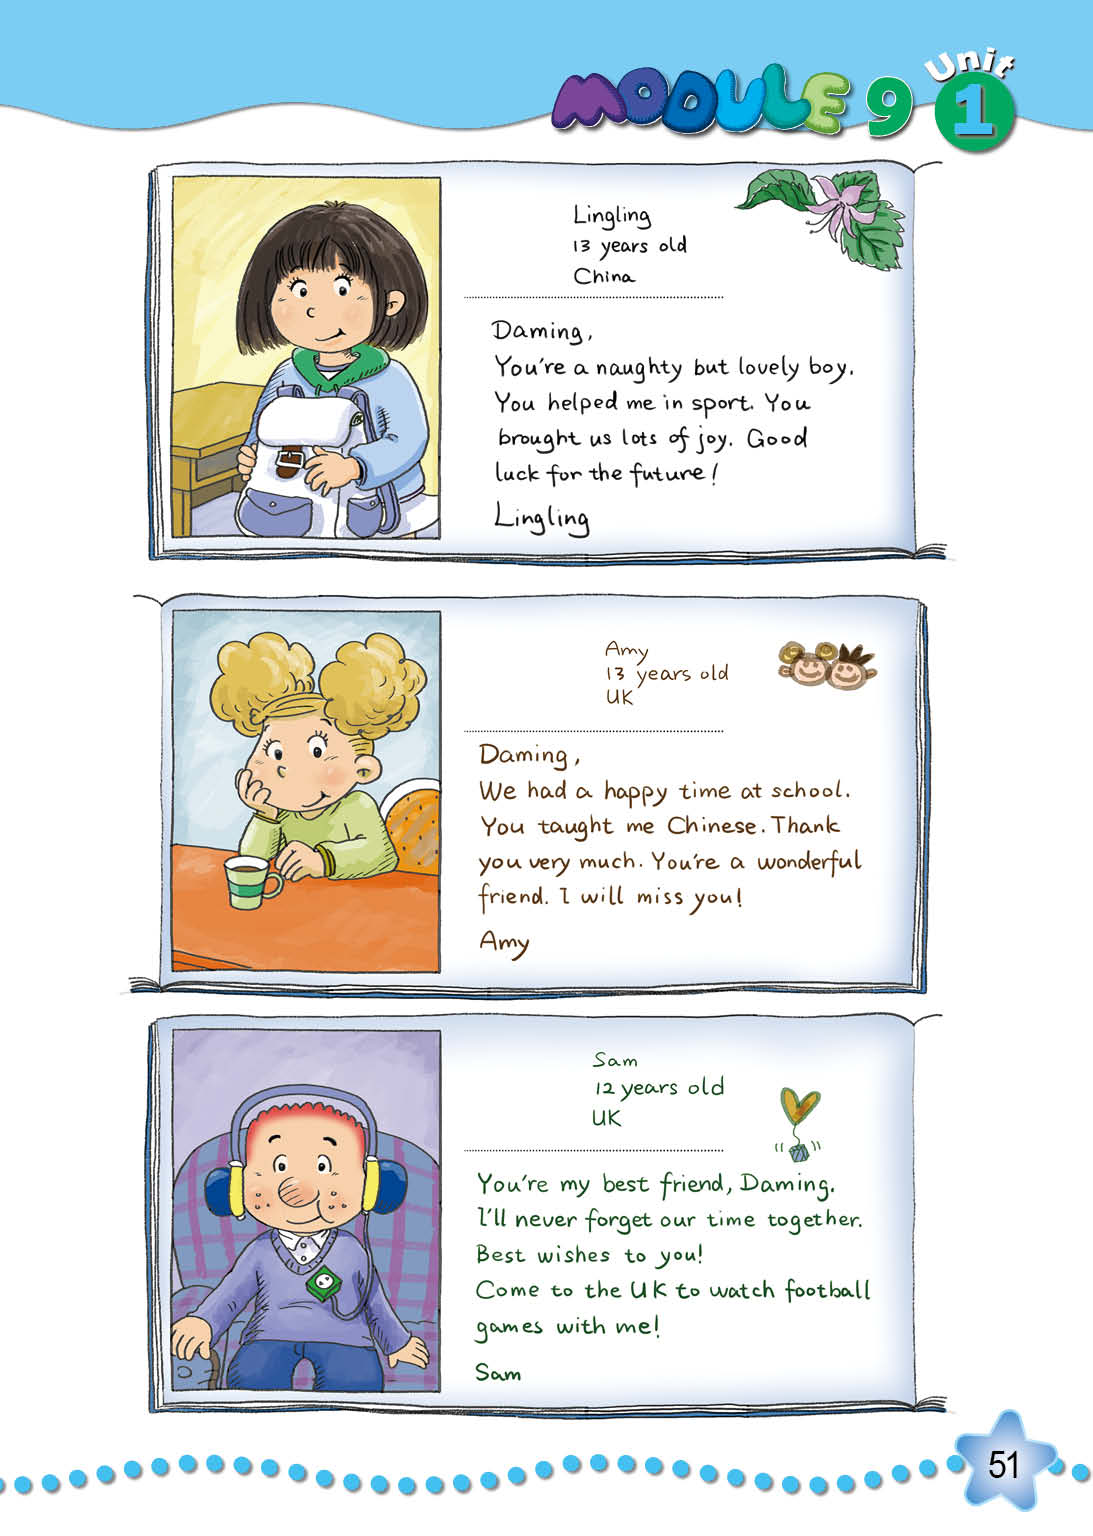 MODULE 9 Unit 1
Lingling
13 years old
China
Daming,
You're a naughty but lovely boy.
You helped me in sport. You
brought us lots of joy. Good
luck for the future!
Lingling
Amy
13 years old
UK
Daming,
We had a happy time at school.
You taught me Chinese. Thank
you very much. You're a wonderful
friend. I will miss you!
Amy
Sam
12 years old
UK
You're my best friend, Daming.
I'll never forget our time together.
Best wishes to you!
Come to the UK to watch football
games with me!
Sam
51